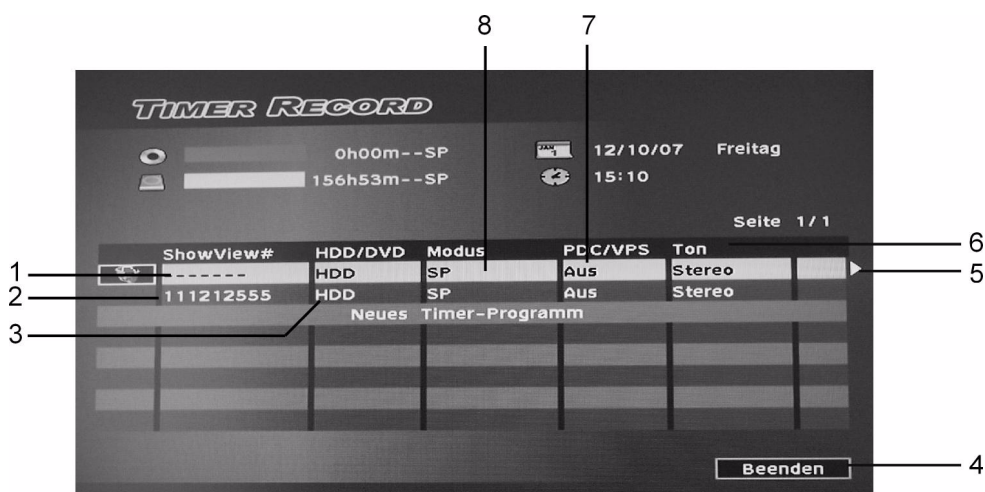 8 7
TIMER RECORD
0h00m--SP
JAN 1 12/10/07 Freitag
156h53m--SP
15:10
Seite 1/1
ShowView# HDD/DVD Modus PDC/VPS Ton 6
1 ------- HDD SP Aus Stereo 5
2 111212555 HDD SP Aus Stereo
Neues Timer-Programm
3
Beenden 4